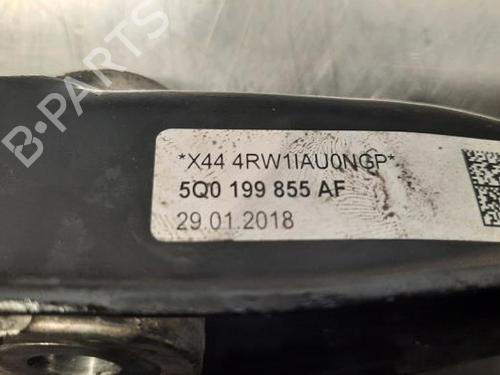 B-PARTS
*X44 4RW1IAU0NGP*
5Q0 199 855 AF
29.01.2018